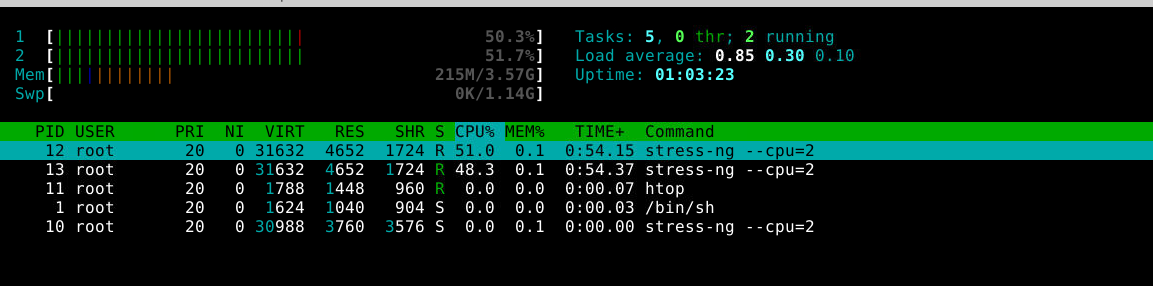 1 [||||||||||||||||||||||||| 50.3%] Tasks: 5, 0 thr; 2 running
2 [||||||||||||||||||||||||| 51.7%] Load average: 0.85 0.30 0.10
Mem[|||||||||||| 215M/3.57G] Uptime: 01:03:23
Swp[ 0K/1.14G]
PID USER PRI NI VIRT RES SHR S CPU% MEM% TIME+ Command
12 root 20 0 31632 4652 1724 R 51.0 0.1 0:54.15 stress-ng --cpu=2
13 root 20 0 31632 4652 1724 R 48.3 0.1 0:54.37 stress-ng --cpu=2
11 root 20 0 1788 1448 960 R 0.0 0.0 0:00.07 htop
1 root 20 0 1624 1040 904 S 0.0 0.0 0:00.03 /bin/sh
10 root 20 0 30988 3760 3576 S 0.0 0.1 0:00.00 stress-ng --cpu=2